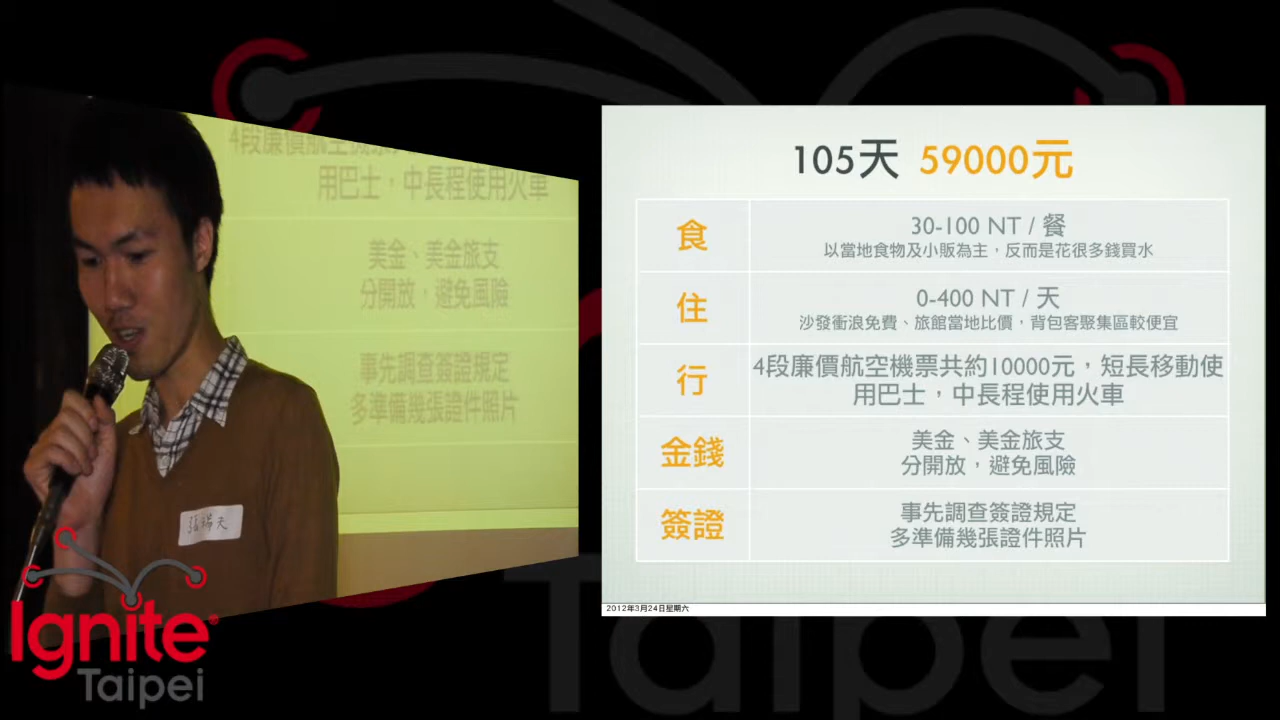 4段廉價航空機票
用巴士,中長程使用火車
美金、美金旅支
分開放,避免風險
事先調查簽證規定
多準備幾張證件照片
Ignite
Taipei
105天 59000元
食
30-100 NT / 餐
以當地食物及小販為主,反而是花很多錢買水
住
0-400 NT / 天
沙發衝浪免費、旅館當地比價,背包客聚集區較便宜
行
4段廉價航空機票共約10000元,短長移動使
用巴士,中長程使用火車
金錢
美金、美金旅支
分開放,避免風險
簽證
事先調查簽證規定
多準備幾張證件照片
2012年3月24日星期六
Taipei